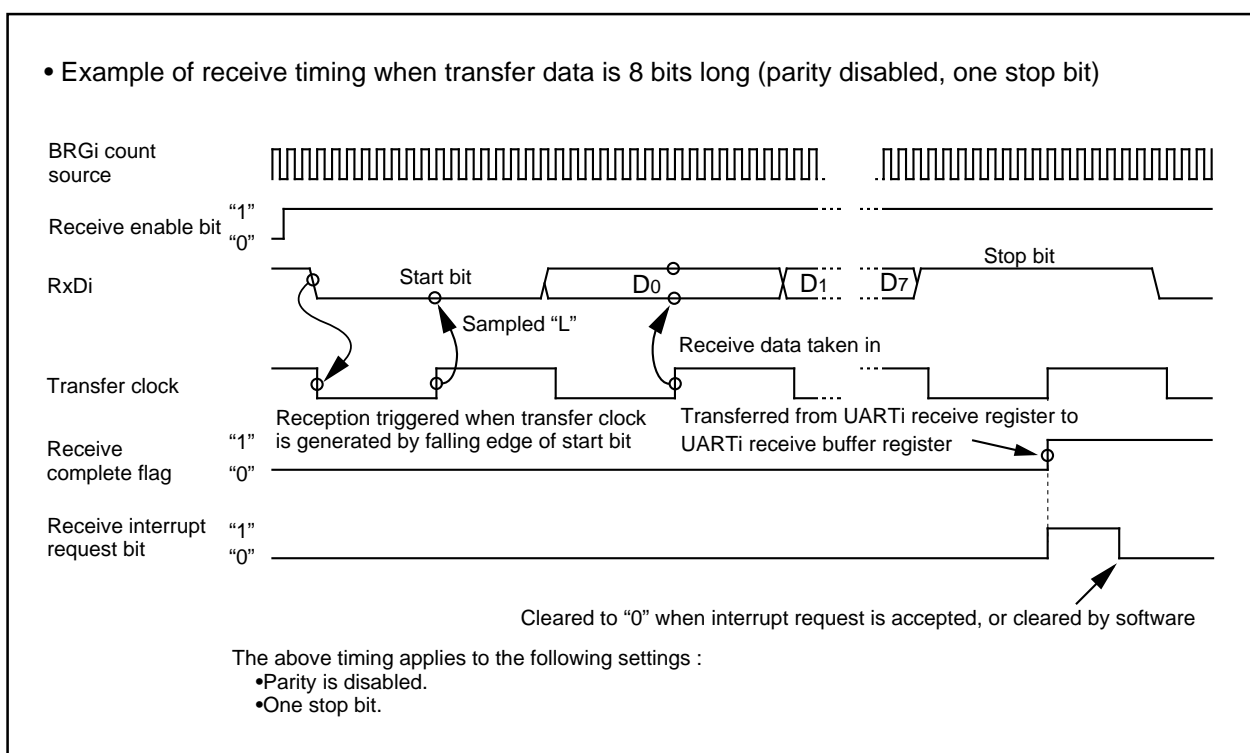 • Example of receive timing when transfer data is 8 bits long (parity disabled, one stop bit)
BRGi count
source
Receive enable bit
“1”
“0”
RxDi
Start bit
D0
D1
D7
Stop bit
Sampled “L”
Receive data taken in
Transfer clock
Reception triggered when transfer clock
is generated by falling edge of start bit
Transferred from UARTi receive register to
UARTi receive buffer register
Receive
complete flag
“1”
“0”
Receive interrupt
request bit
“1”
“0”
Cleared to “0” when interrupt request is accepted, or cleared by software
The above timing applies to the following settings :
•Parity is disabled.
•One stop bit.